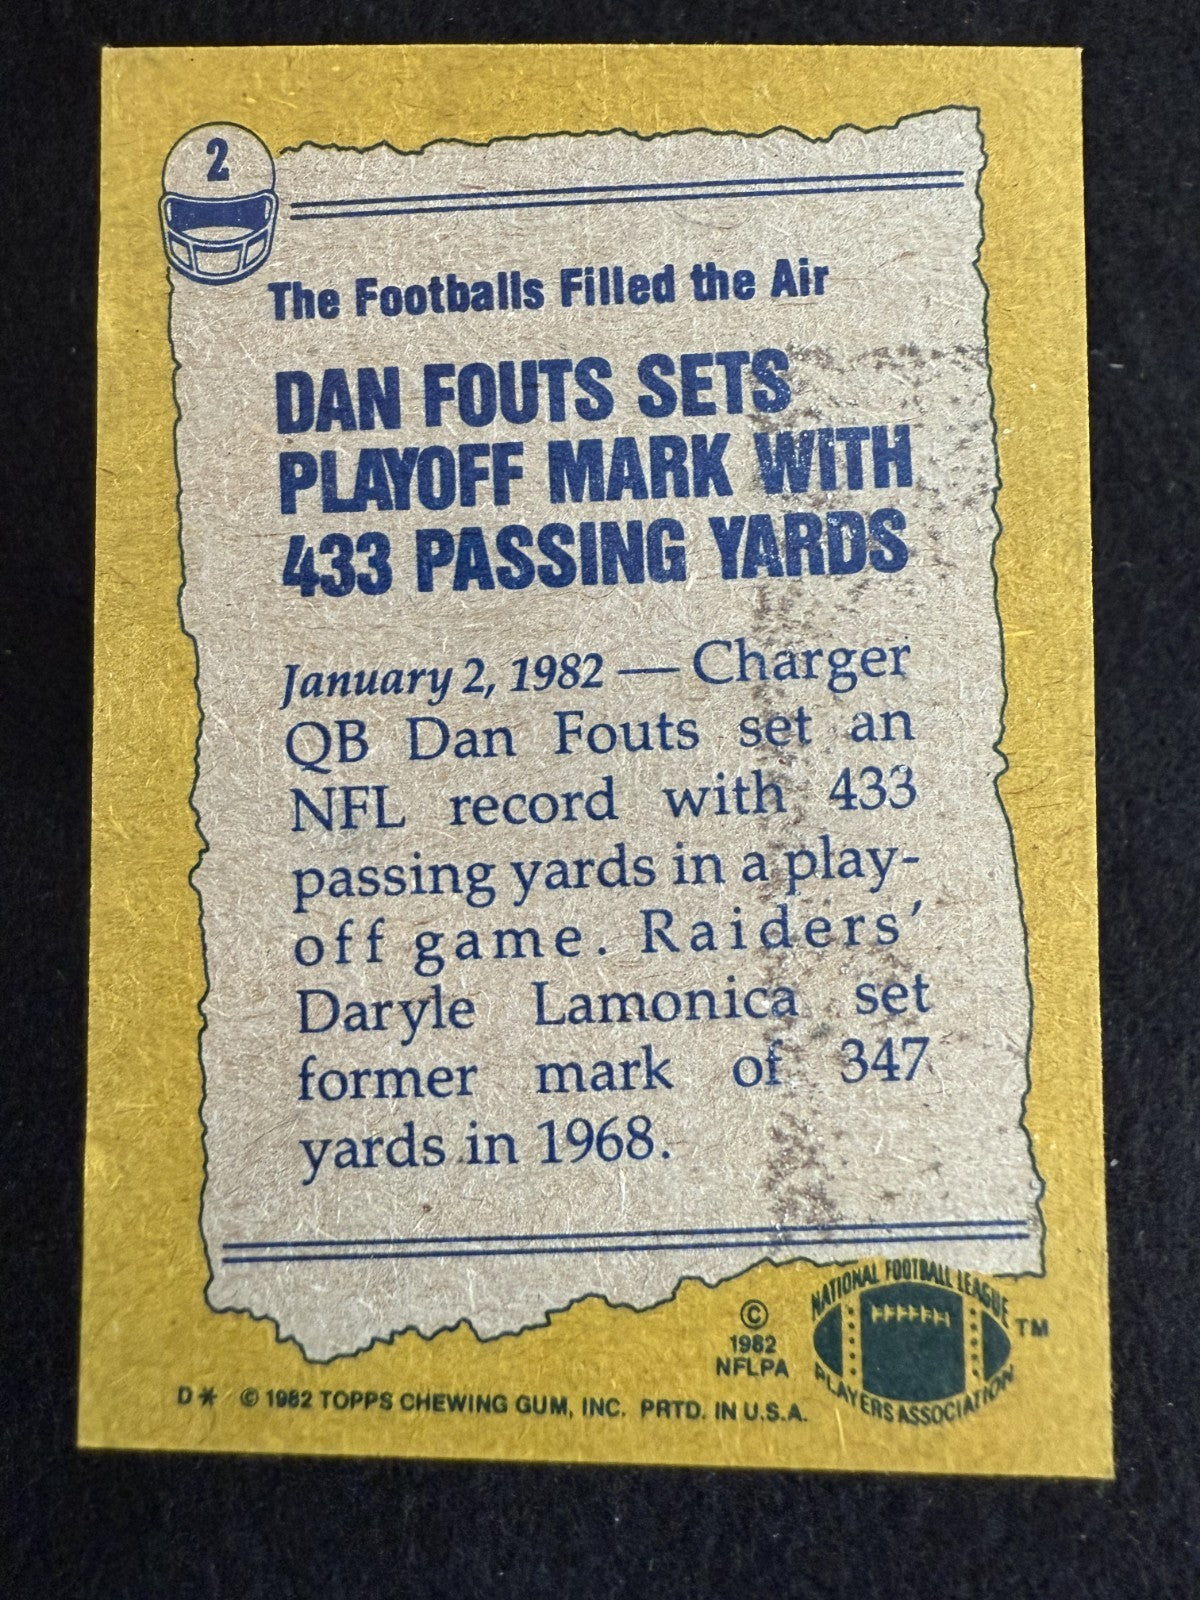 2
The Footballs Filled the Air
DAN FOUTS SETS
PLAYOFF MARK WITH
433 PASSING YARDS
January 2, 1982 — Charger
QB Dan Fouts set an
NFL record with 433
passing yards in a play-
off game. Raiders’
Daryle Lamonica set
former mark of 347
yards in 1968.
©
1982
NFLPA
NATIONAL FOOTBALL LEAGUE
PLAYERS ASSOCIATION
TM
D* © 1982 TOPPS CHEWING GUM, INC. PRTD. IN U.S.A.